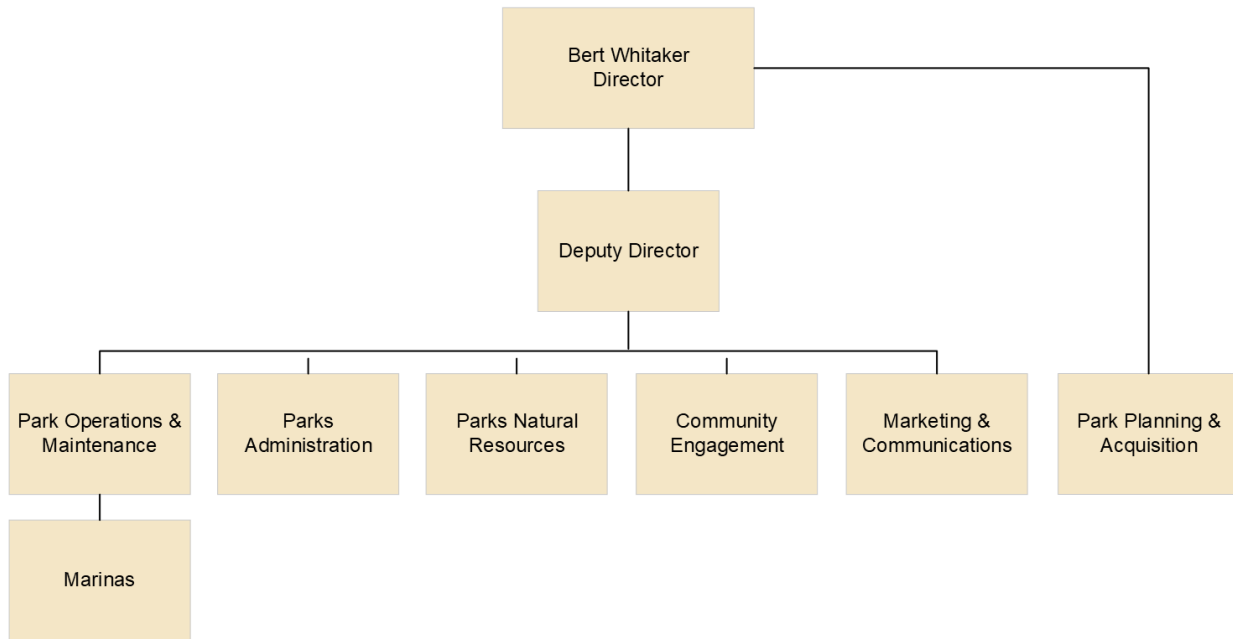 Bert Whitaker
Director
Deputy Director
Park Operations &
Maintenance
Parks
Administration
Parks Natural
Resources
Community
Engagement
Marketing &
Communications
Park Planning &
Acquisition
Marinas